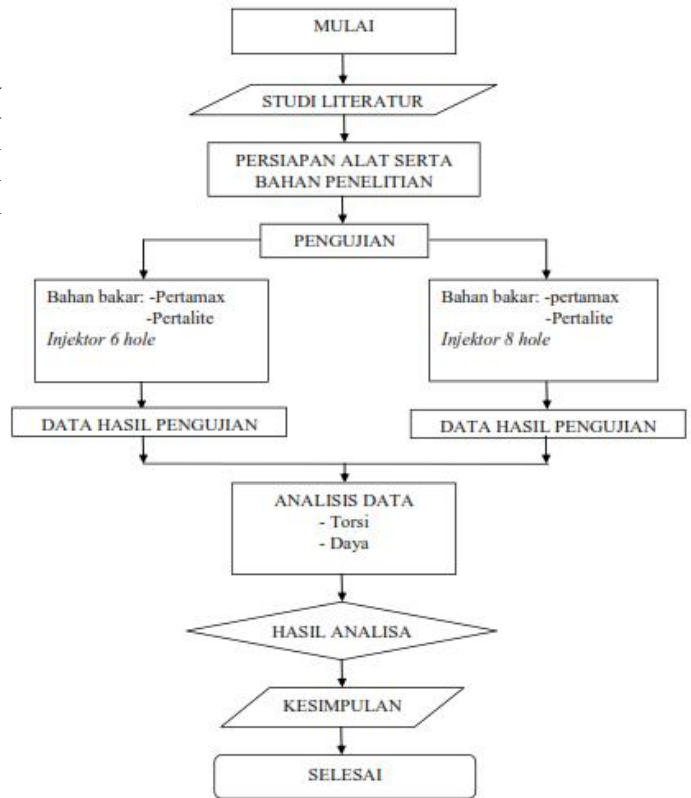 MULAI
STUDI LITERATUR
PERSIAPAN ALAT SERTA
BAHAN PENELITIAN
PENGUJIAN
Bahan bakar: -Pertamax
-Pertalite
Injektor 6 hole
Bahan bakar: -pertamax
-Pertalite
Injektor 8 hole
DATA HASIL PENGUJIAN
DATA HASIL PENGUJIAN
ANALISIS DATA
- Torsi
- Daya
HASIL ANALISA
KESIMPULAN
SELESAI